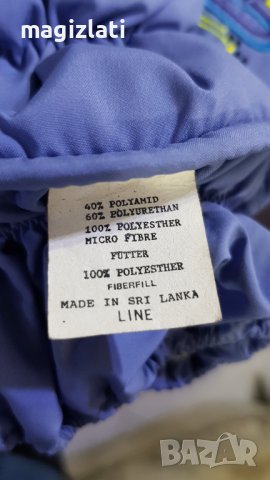 magizlati
40% POLYAMID
60% POLYURETHAN
100% POLYESTHER
MICRO FIBRE
FUTTER
100% POLYESTHER
FIBERFILL
MADE IN SRI LANKA
LINE
BAZAR